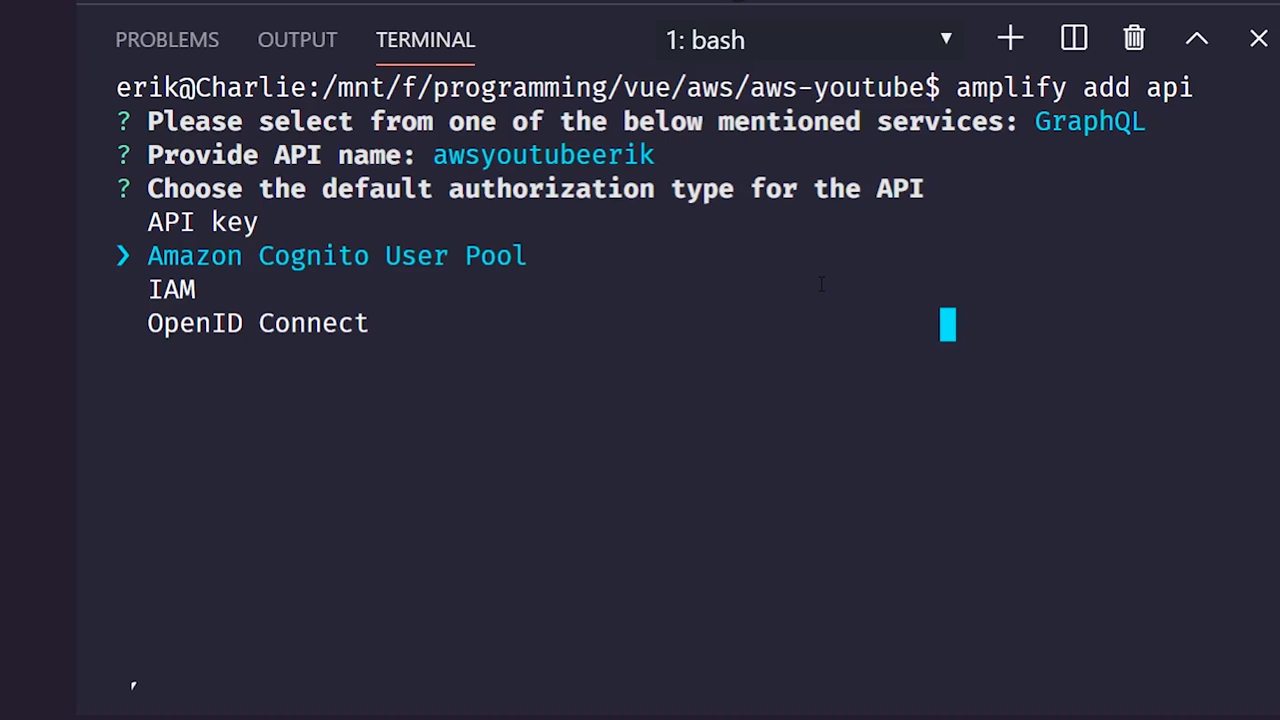 PROBLEMS OUTPUT TERMINAL 1: bash
erik@Charlie:/mnt/f/programming/vue/aws/aws-youtube$ amplify add api
? Please select from one of the below mentioned services: GraphQL
? Provide API name: awsyoutubeerik
? Choose the default authorization type for the API
API key
❯ Amazon Cognito User Pool
IAM
OpenID Connect